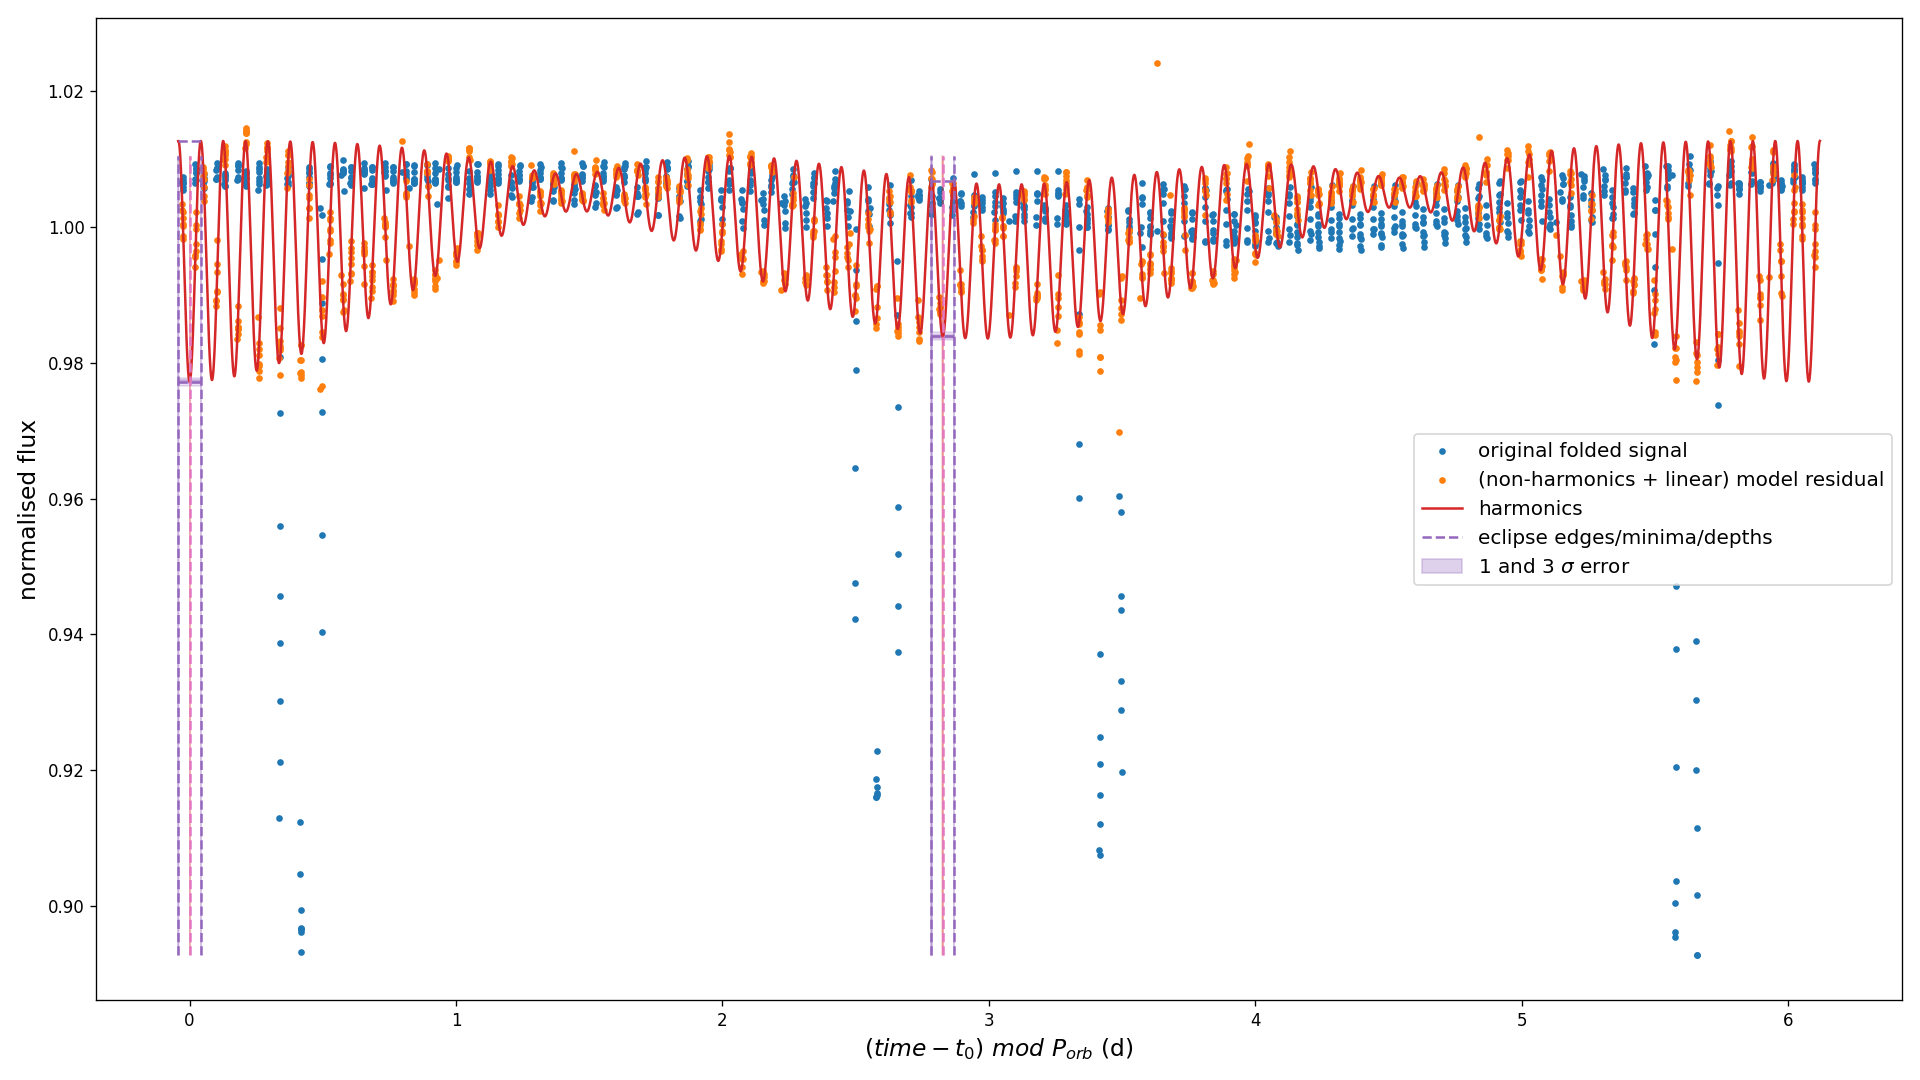 1.02
1.00
0.98
0.96
0.94
0.92
0.90
normalised flux
original folded signal
(non-harmonics + linear) model residual
harmonics
eclipse edges/minima/depths
1 and 3 σ error
0 1 2 3 4 5 6
(time − t₀) mod Pₒᵣb (d)